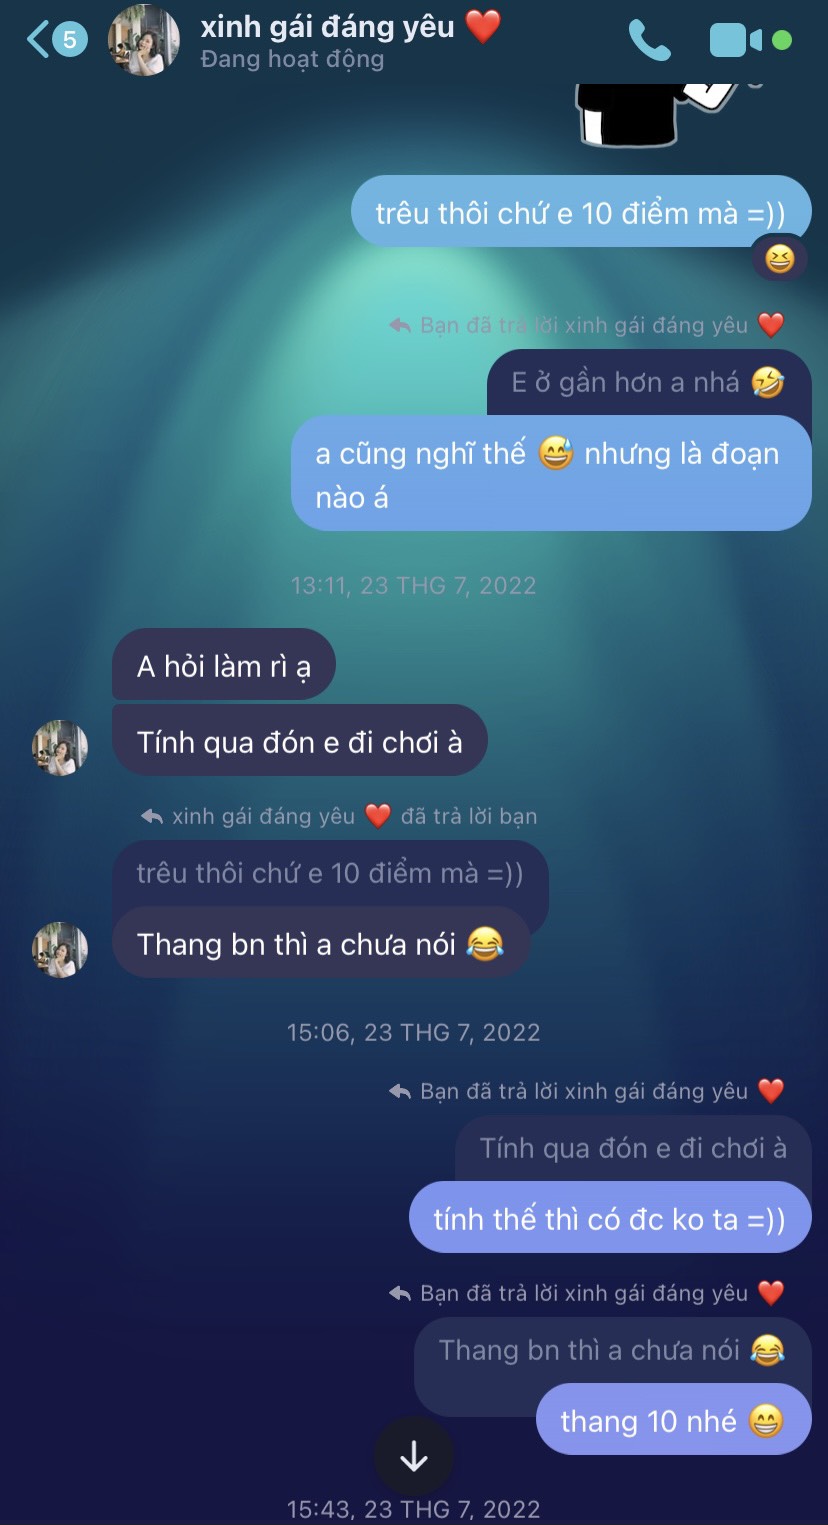 5
xinh gái đáng yêu ❤️
Đang hoạt động
trêu thôi chứ e 10 điểm mà =))
Bạn đã trả lời xinh gái đáng yêu ❤️
E ở gần hơn a nhá 🤣
a cũng nghĩ thế 😅 nhưng là đoạn
nào á
13:11, 23 THG 7, 2022
A hỏi làm rì ạ
Tính qua đón e đi chơi à
xinh gái đáng yêu ❤️ đã trả lời bạn
trêu thôi chứ e 10 điểm mà =))
Thang bn thì a chưa nói 😂
15:06, 23 THG 7, 2022
Bạn đã trả lời xinh gái đáng yêu ❤️
Tính qua đón e đi chơi à
tính thế thì có đc ko ta =))
Bạn đã trả lời xinh gái đáng yêu ❤️
Thang bn thì a chưa nói 😂
thang 10 nhé 😁
15:43, 23 THG 7, 2022